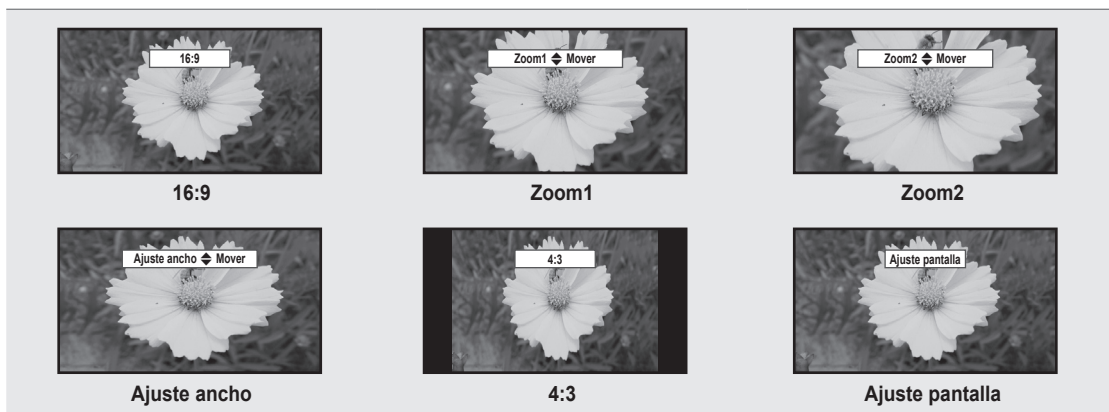 16:9
Zoom1 Mover
Zoom2 Mover
16:9
Zoom1
Zoom2
Ajuste ancho Mover
4:3
Ajuste pantalla
Ajuste ancho
4:3
Ajuste pantalla